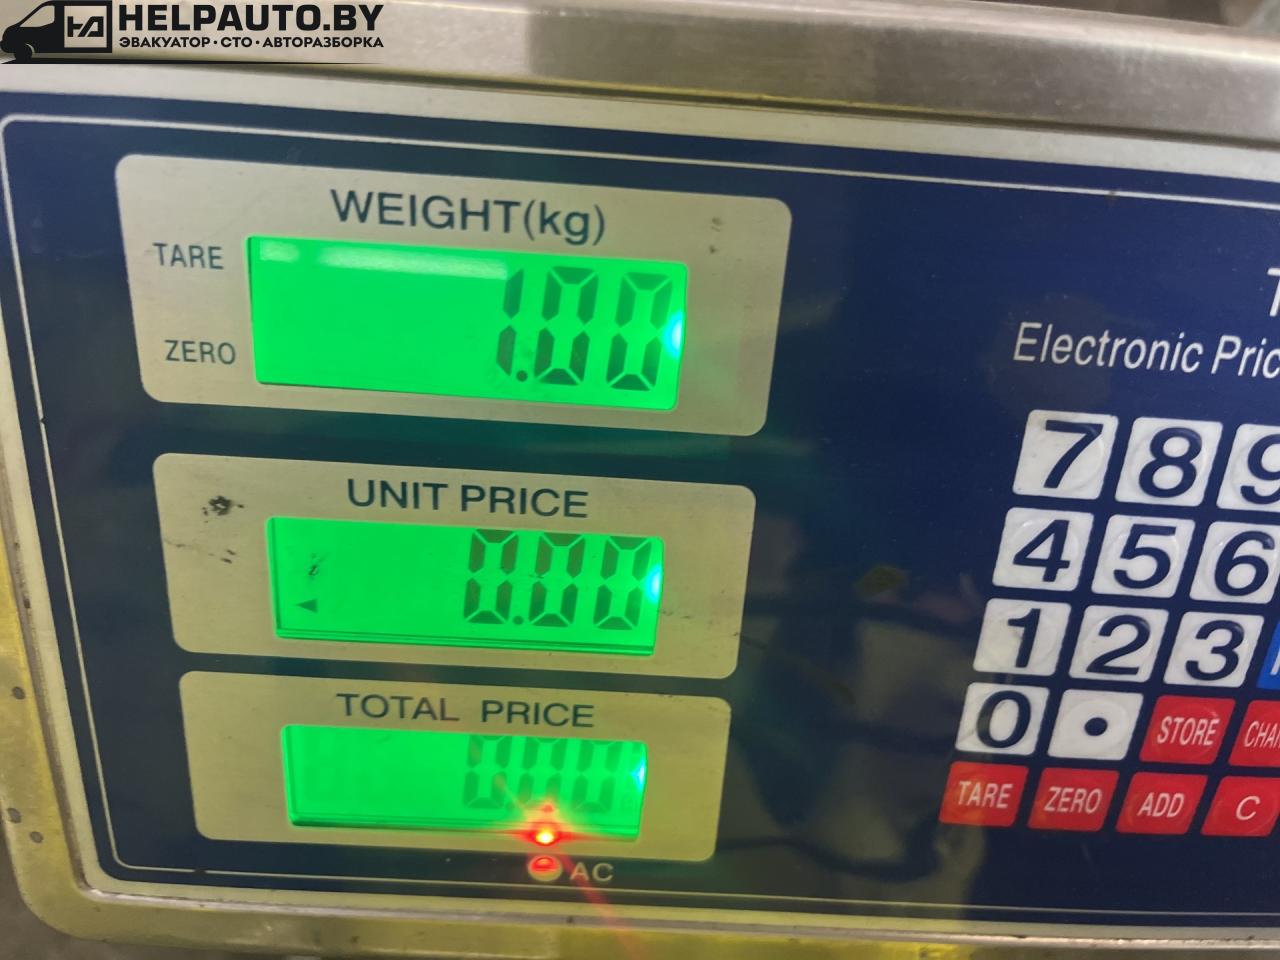 HELPAUTO.BY
ЭВАКУАТОР · СТО · АВТОРАЗБОРКА
WEIGHT(kg)
TARE
ZERO
1.00
Electronic Pric
UNIT PRICE
0.00
TOTAL PRICE
0.00
AC
7 8 9
4 5 6
1 2 3
0 • STORE
TARE ZERO ADD C